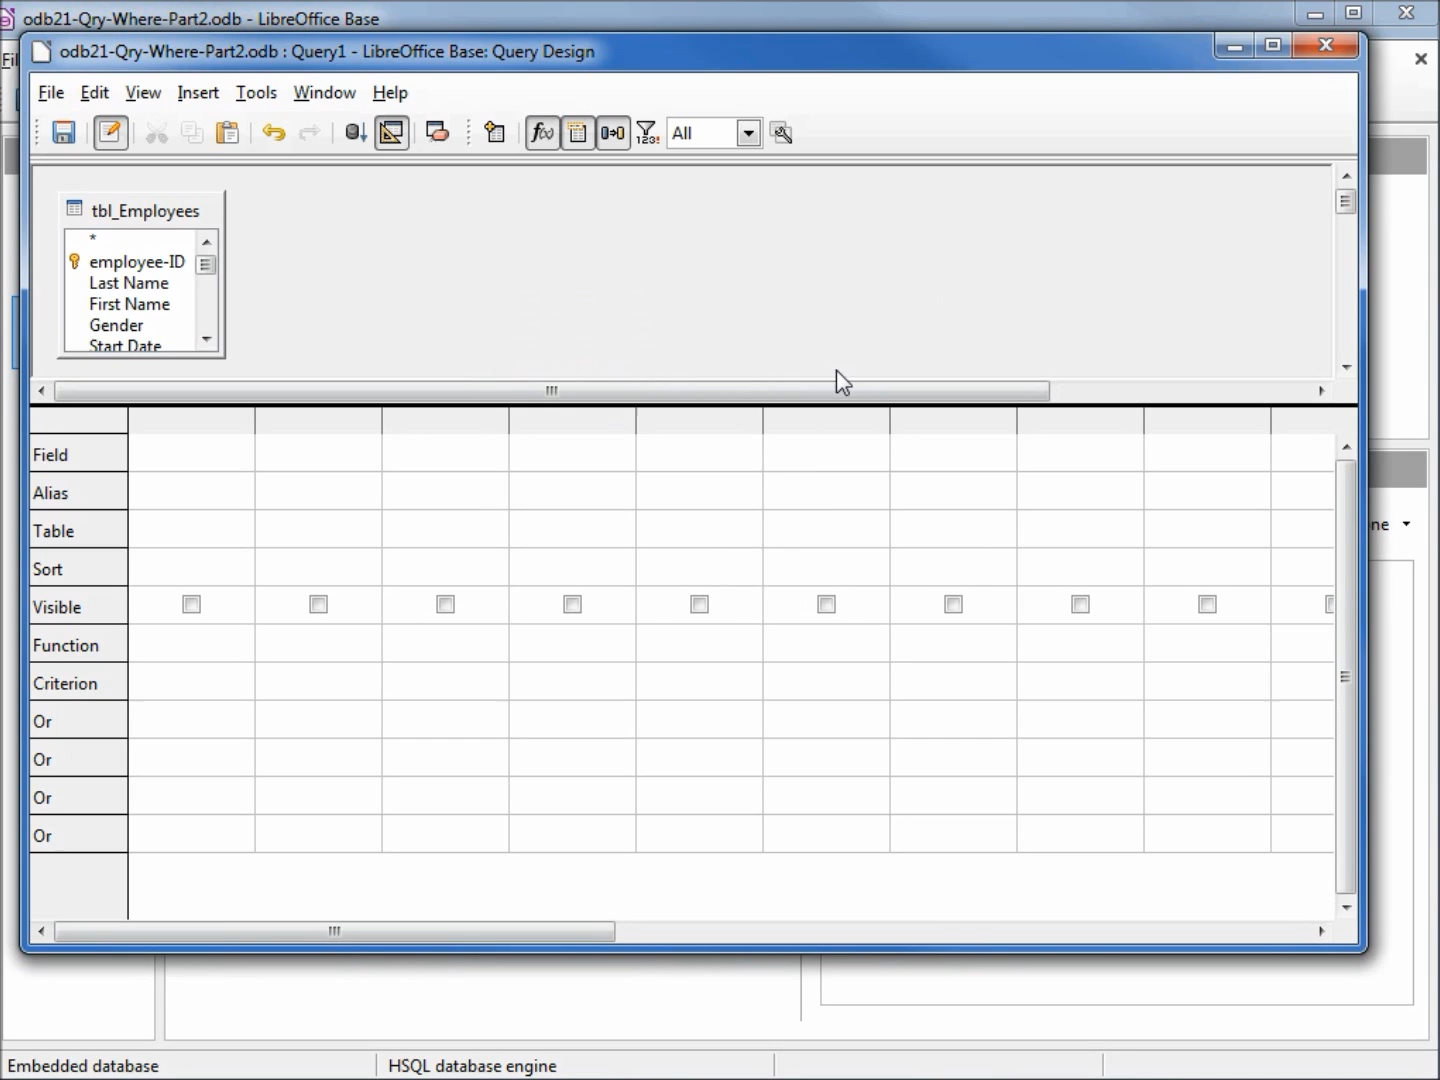 odb21-Qry-Where-Part2.odb - LibreOffice Base
odb21-Qry-Where-Part2.odb : Query1 - LibreOffice Base: Query Design
File Edit View Insert Tools Window Help
f(x) 123! All
tbl_Employees
*
employee-ID
Last Name
First Name
Gender
Start Date
Field
Alias
Table
Sort
Visible
Function
Criterion
Or
Or
Or
Or
Embedded database HSQL database engine